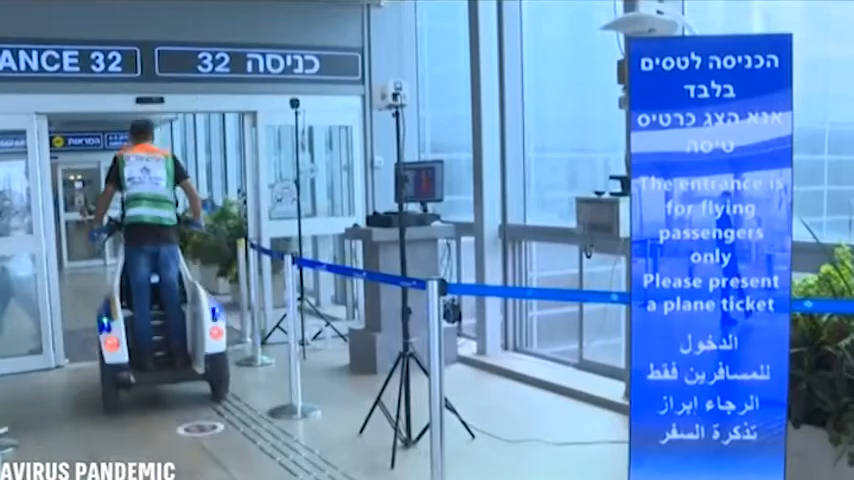 ANCE 32
כניסה 32
הכניסה לטסים
בלבד
אנא הצג כרטיס
טיסה
The entrance is
for flying
passengers
only
Please present
a plane ticket
الدخول
للمسافرين فقط
الرجاء إبراز
تذكرة السفر
AVIRUS PANDEMIC